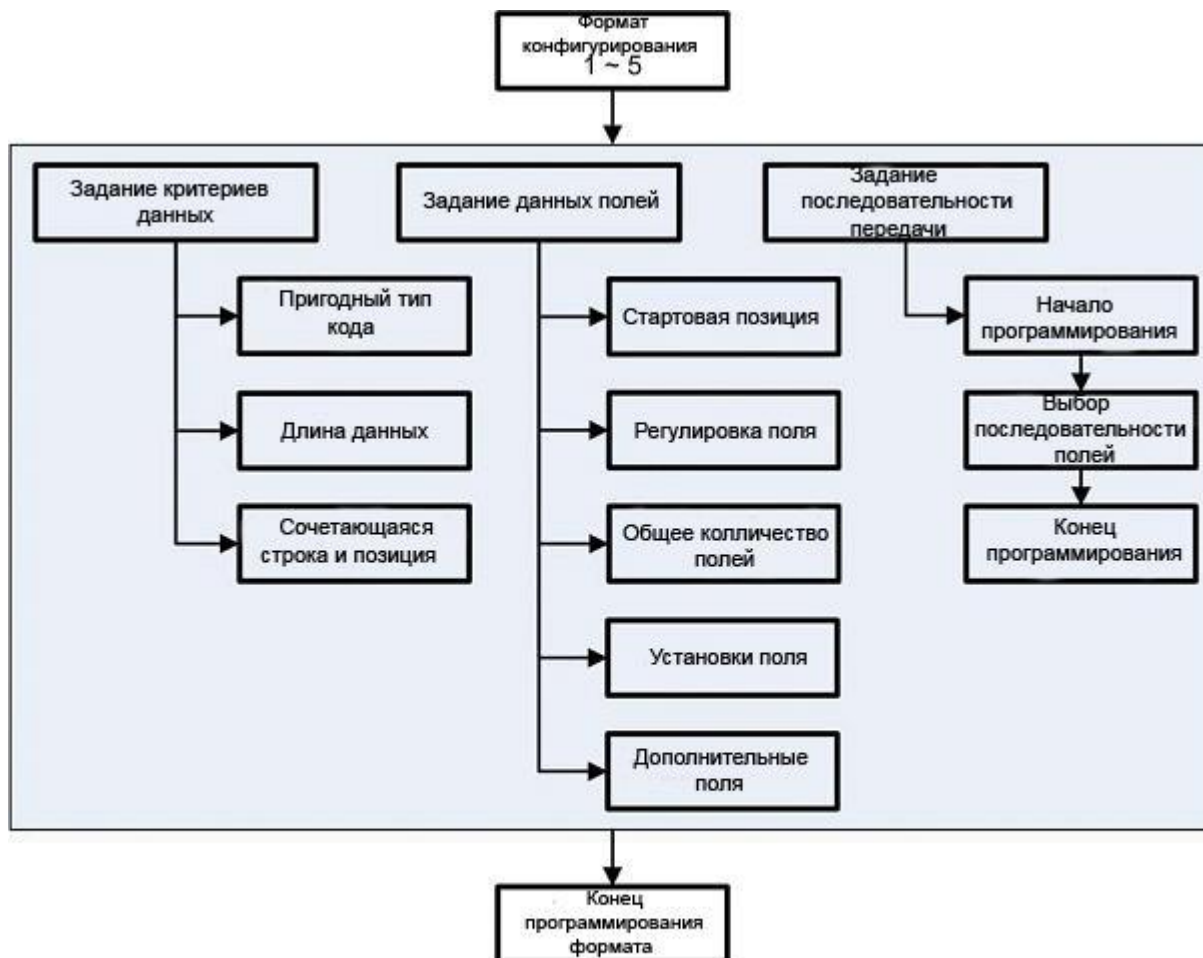 Формат
конфигурирования
1 ~ 5
Задание критериев
данных
Пригодный тип
кода
Длина данных
Сочетающаяся
строка и позиция
Задание данных полей
Стартовая позиция
Регулировка поля
Общее колличество
полей
Установки поля
Дополнительные
поля
Задание
последовательности
передачи
Начало
программирования
Выбор
последовательности
полей
Конец
программирования
Конец
программирования
формата